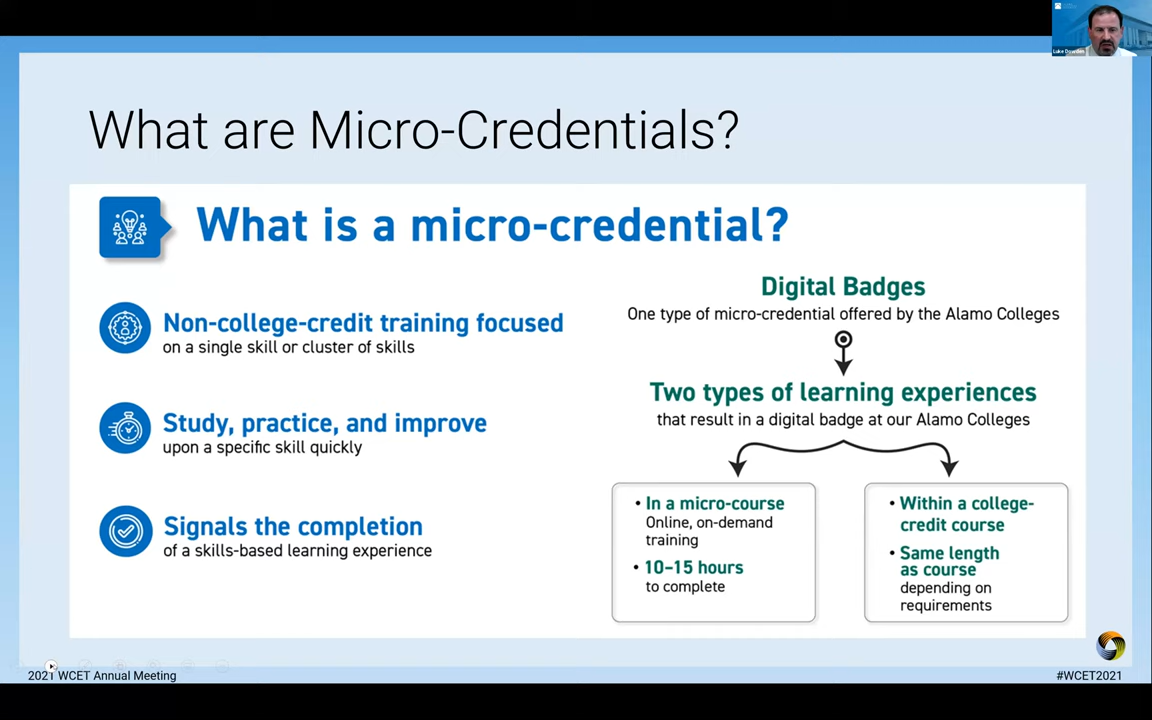 Luke Dowden
What are Micro-Credentials?
What is a micro-credential?
Non-college-credit training focused
on a single skill or cluster of skills
Study, practice, and improve
upon a specific skill quickly
Signals the completion
of a skills-based learning experience
Digital Badges
One type of micro-credential offered by the Alamo Colleges
Two types of learning experiences
that result in a digital badge at our Alamo Colleges
• In a micro-course
Online, on-demand
training
• 10–15 hours
to complete
• Within a college-
credit course
• Same length
as course
depending on
requirements
2021 WCET Annual Meeting
#WCET2021